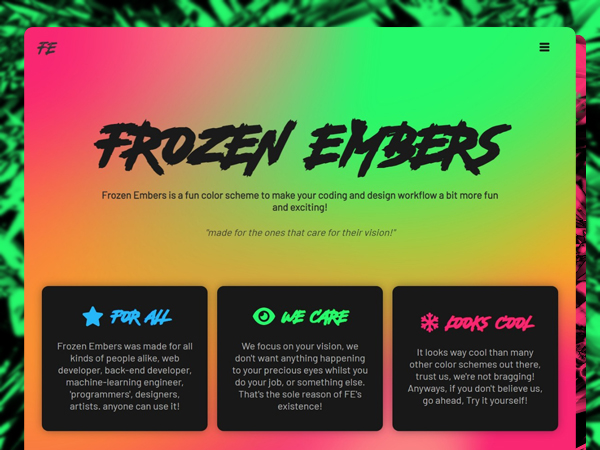 FE
FROZEN EMBERS
Frozen Embers is a fun color scheme to make your coding and design workflow a bit more fun
and exciting!
"made for the ones that care for their vision!"
FOR ALL
Frozen Embers was made for all
kinds of people alike, web
developer, back-end developer,
machine-learning engineer,
'programmers', designers,
artists. anyone can use it!
WE CARE
We focus on your vision, we
don't want anything happening
to your precious eyes whilst you
do your job, or something else.
That's the sole reason of FE's
existence!
LOOKS COOL
It looks way cool than many
other color schemes out there,
trust us, we're not bragging!
Anyways, if you don't believe us,
go ahead, Try it yourself!